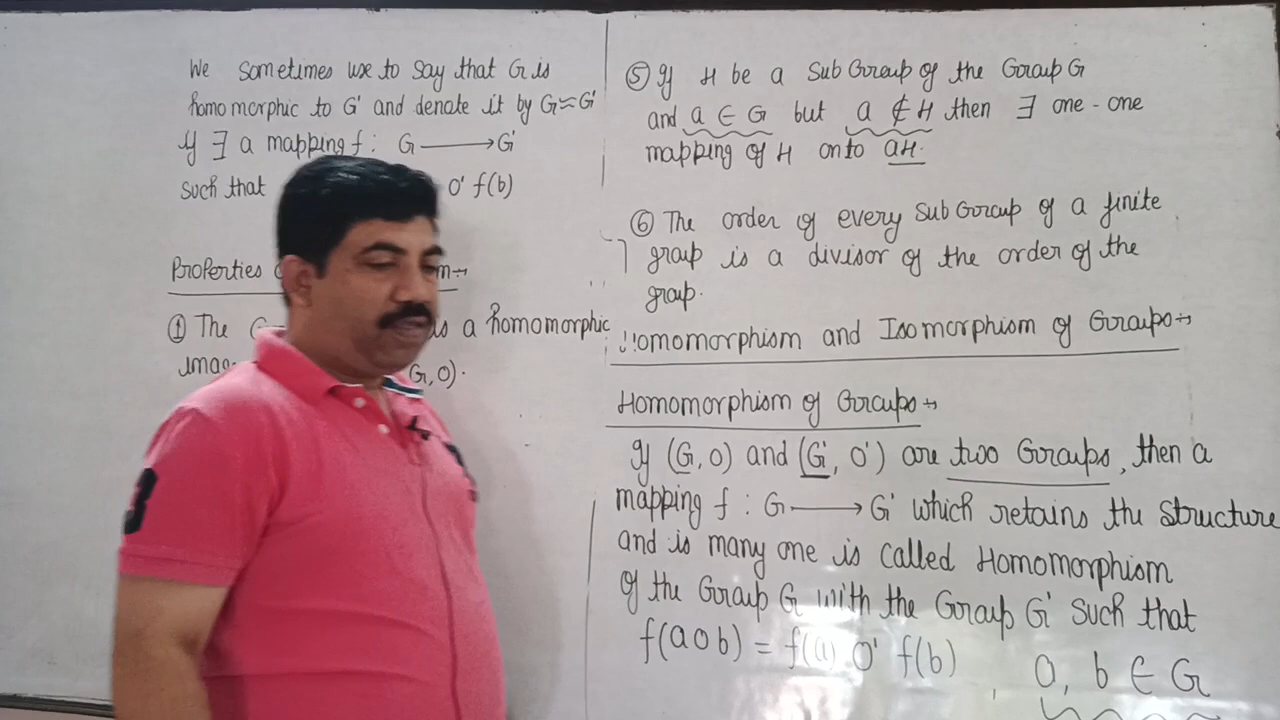 We sometimes use to say that G is
homomorphic to G' and denote it by G≈G'
If ∃ a mapping f : G ⟶ G'
such that O' f(b)
Properties
① The is a homomorphic
G, O).
⑤ If H be a Sub Group of the Group G
and a ∈ G but a ∉ H then ∃ one-one
mapping of H onto aH.
⑥ The order of every Sub Group of a finite
group is a divisor of the order of the
group.
Homomorphism and Isomorphism of Groups→
Homomorphism of Groups→
If (G, O) and (G', O') are two Groups, then a
mapping f : G ⟶ G' which retains the structure
and is many one is called Homomorphism
of the Group G with the Group G' such that
f(aob) = f(a) O' f(b)
a, b ∈ G
3